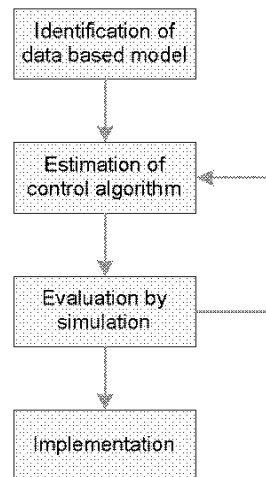 Identification of
data based model
Estimation of
control algorithm
Evaluation by
simulation
Implementation